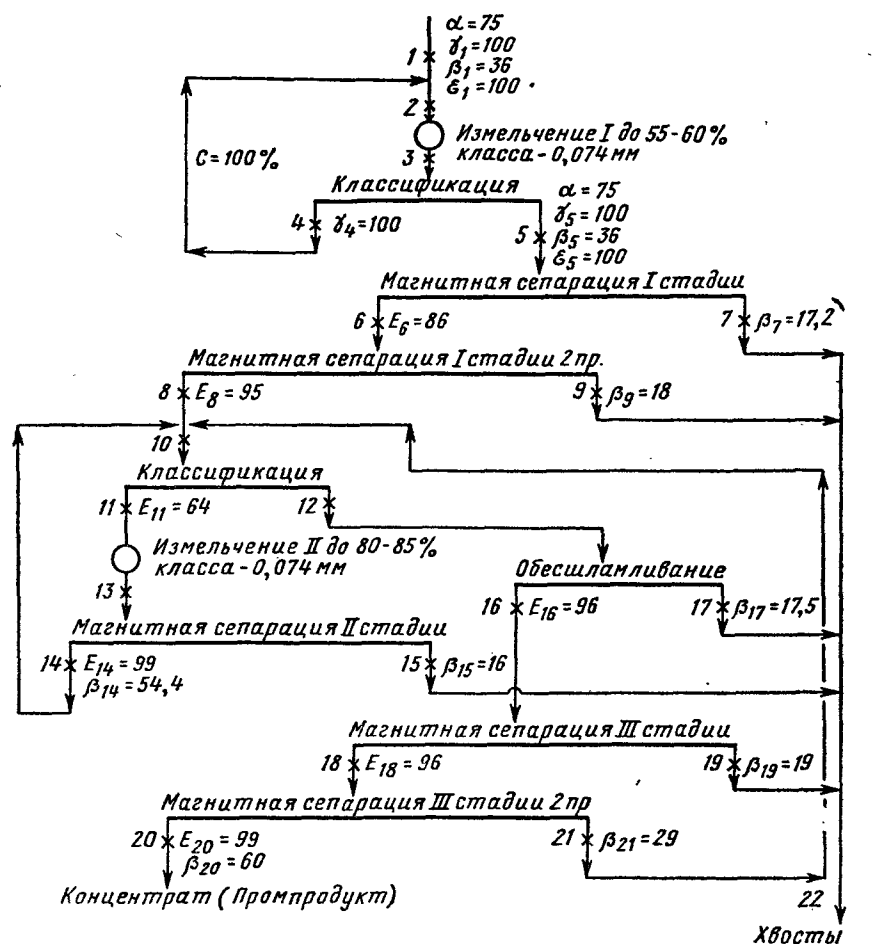 α = 75
1 γ₁ = 100
β₁ = 36
ε₁ = 100
2
Измельчение I до 55-60%
класса - 0,074 мм
C = 100%
3
Классификация
α = 75
4 γ₄ = 100
γ₅ = 100
5 β₅ = 36
ε₅ = 100
Магнитная сепарация I стадии
6 E₆ = 86
7 β₇ = 17,2
Магнитная сепарация I стадии 2 пр.
8 E₈ = 95
9 β₉ = 18
10
Классификация
11 E₁₁ = 64
12
Измельчение II до 80-85%
класса - 0,074 мм
Обесшламливание
13
16 E₁₆ = 96
17 β₁₇ = 17,5
Магнитная сепарация II стадии
14 E₁₄ = 99
β₁₄ = 54,4
15 β₁₅ = 16
Магнитная сепарация III стадии
18 E₁₈ = 96
19 β₁₉ = 19
Магнитная сепарация III стадии 2 пр
20 E₂₀ = 99
β₂₀ = 60
21 β₂₁ = 29
Концентрат (Промпродукт)
22
Хвосты